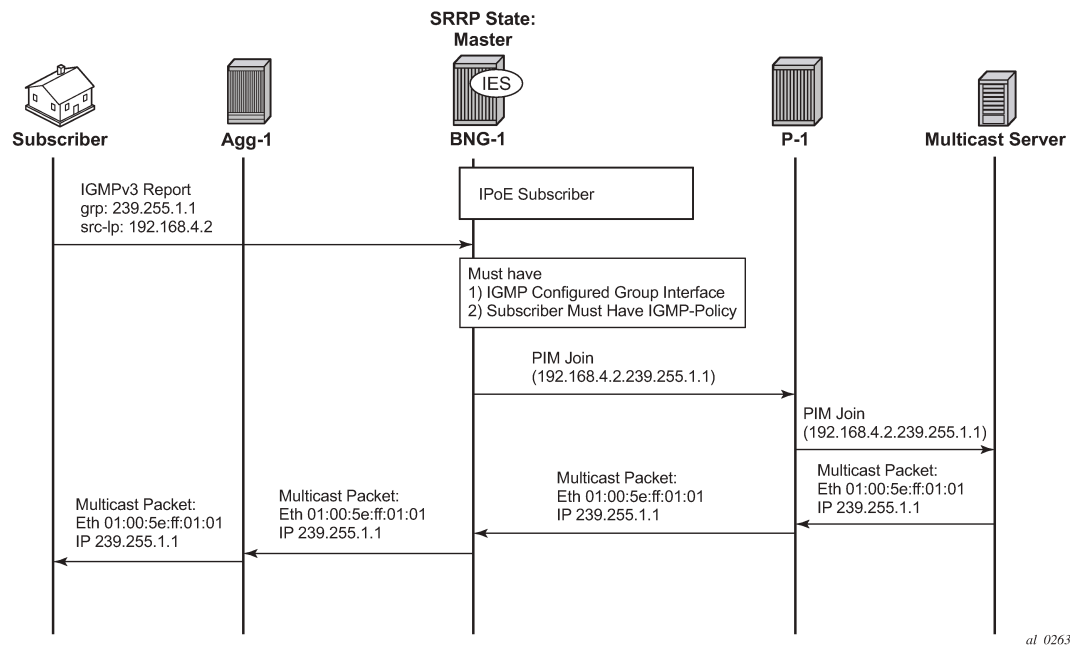 SRRP State:
Master
IES
Subscriber
Agg-1
BNG-1
P-1
Multicast Server
IGMPv3 Report
grp: 239.255.1.1
src-lp: 192.168.4.2
IPoE Subscriber
Must have
1) IGMP Configured Group Interface
2) Subscriber Must Have IGMP-Policy
PIM Join
(192.168.4.2.239.255.1.1)
PIM Join
(192.168.4.2.239.255.1.1)
Multicast Packet:
Eth 01:00:5e:ff:01:01
IP 239.255.1.1
Multicast Packet:
Eth 01:00:5e:ff:01:01
IP 239.255.1.1
Multicast Packet:
Eth 01:00:5e:ff:01:01
IP 239.255.1.1
Multicast Packet:
Eth 01:00:5e:ff:01:01
IP 239.255.1.1
al_0263